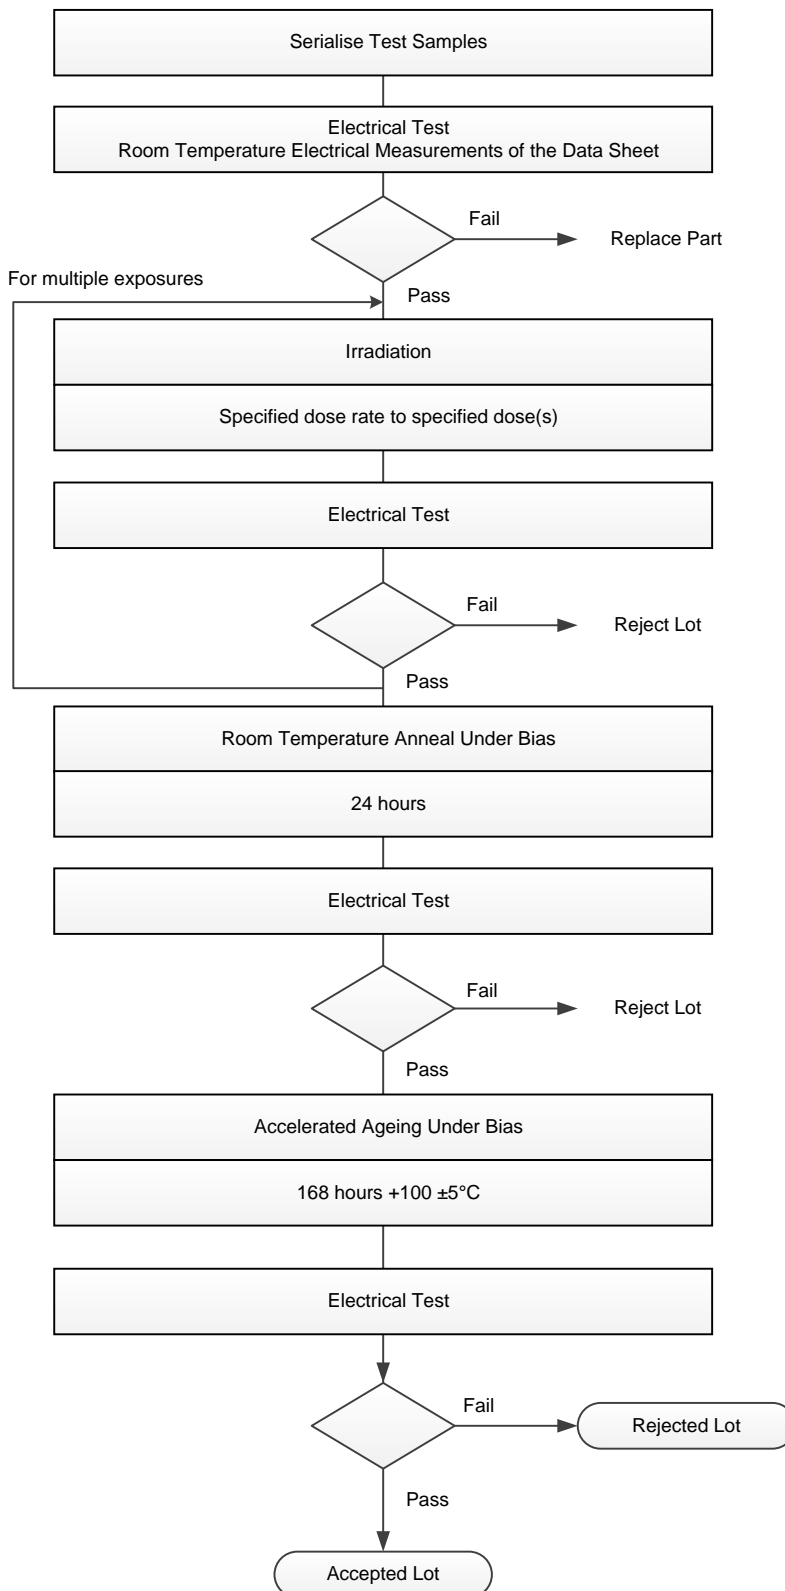 Serialise Test Samples
Electrical Test
Room Temperature Electrical Measurements of the Data Sheet
Fail
Replace Part
For multiple exposures
Pass
Irradiation
Specified dose rate to specified dose(s)
Electrical Test
Fail
Reject Lot
Pass
Room Temperature Anneal Under Bias
24 hours
Electrical Test
Fail
Reject Lot
Pass
Accelerated Ageing Under Bias
168 hours +100 ±5°C
Electrical Test
Fail
Rejected Lot
Pass
Accepted Lot